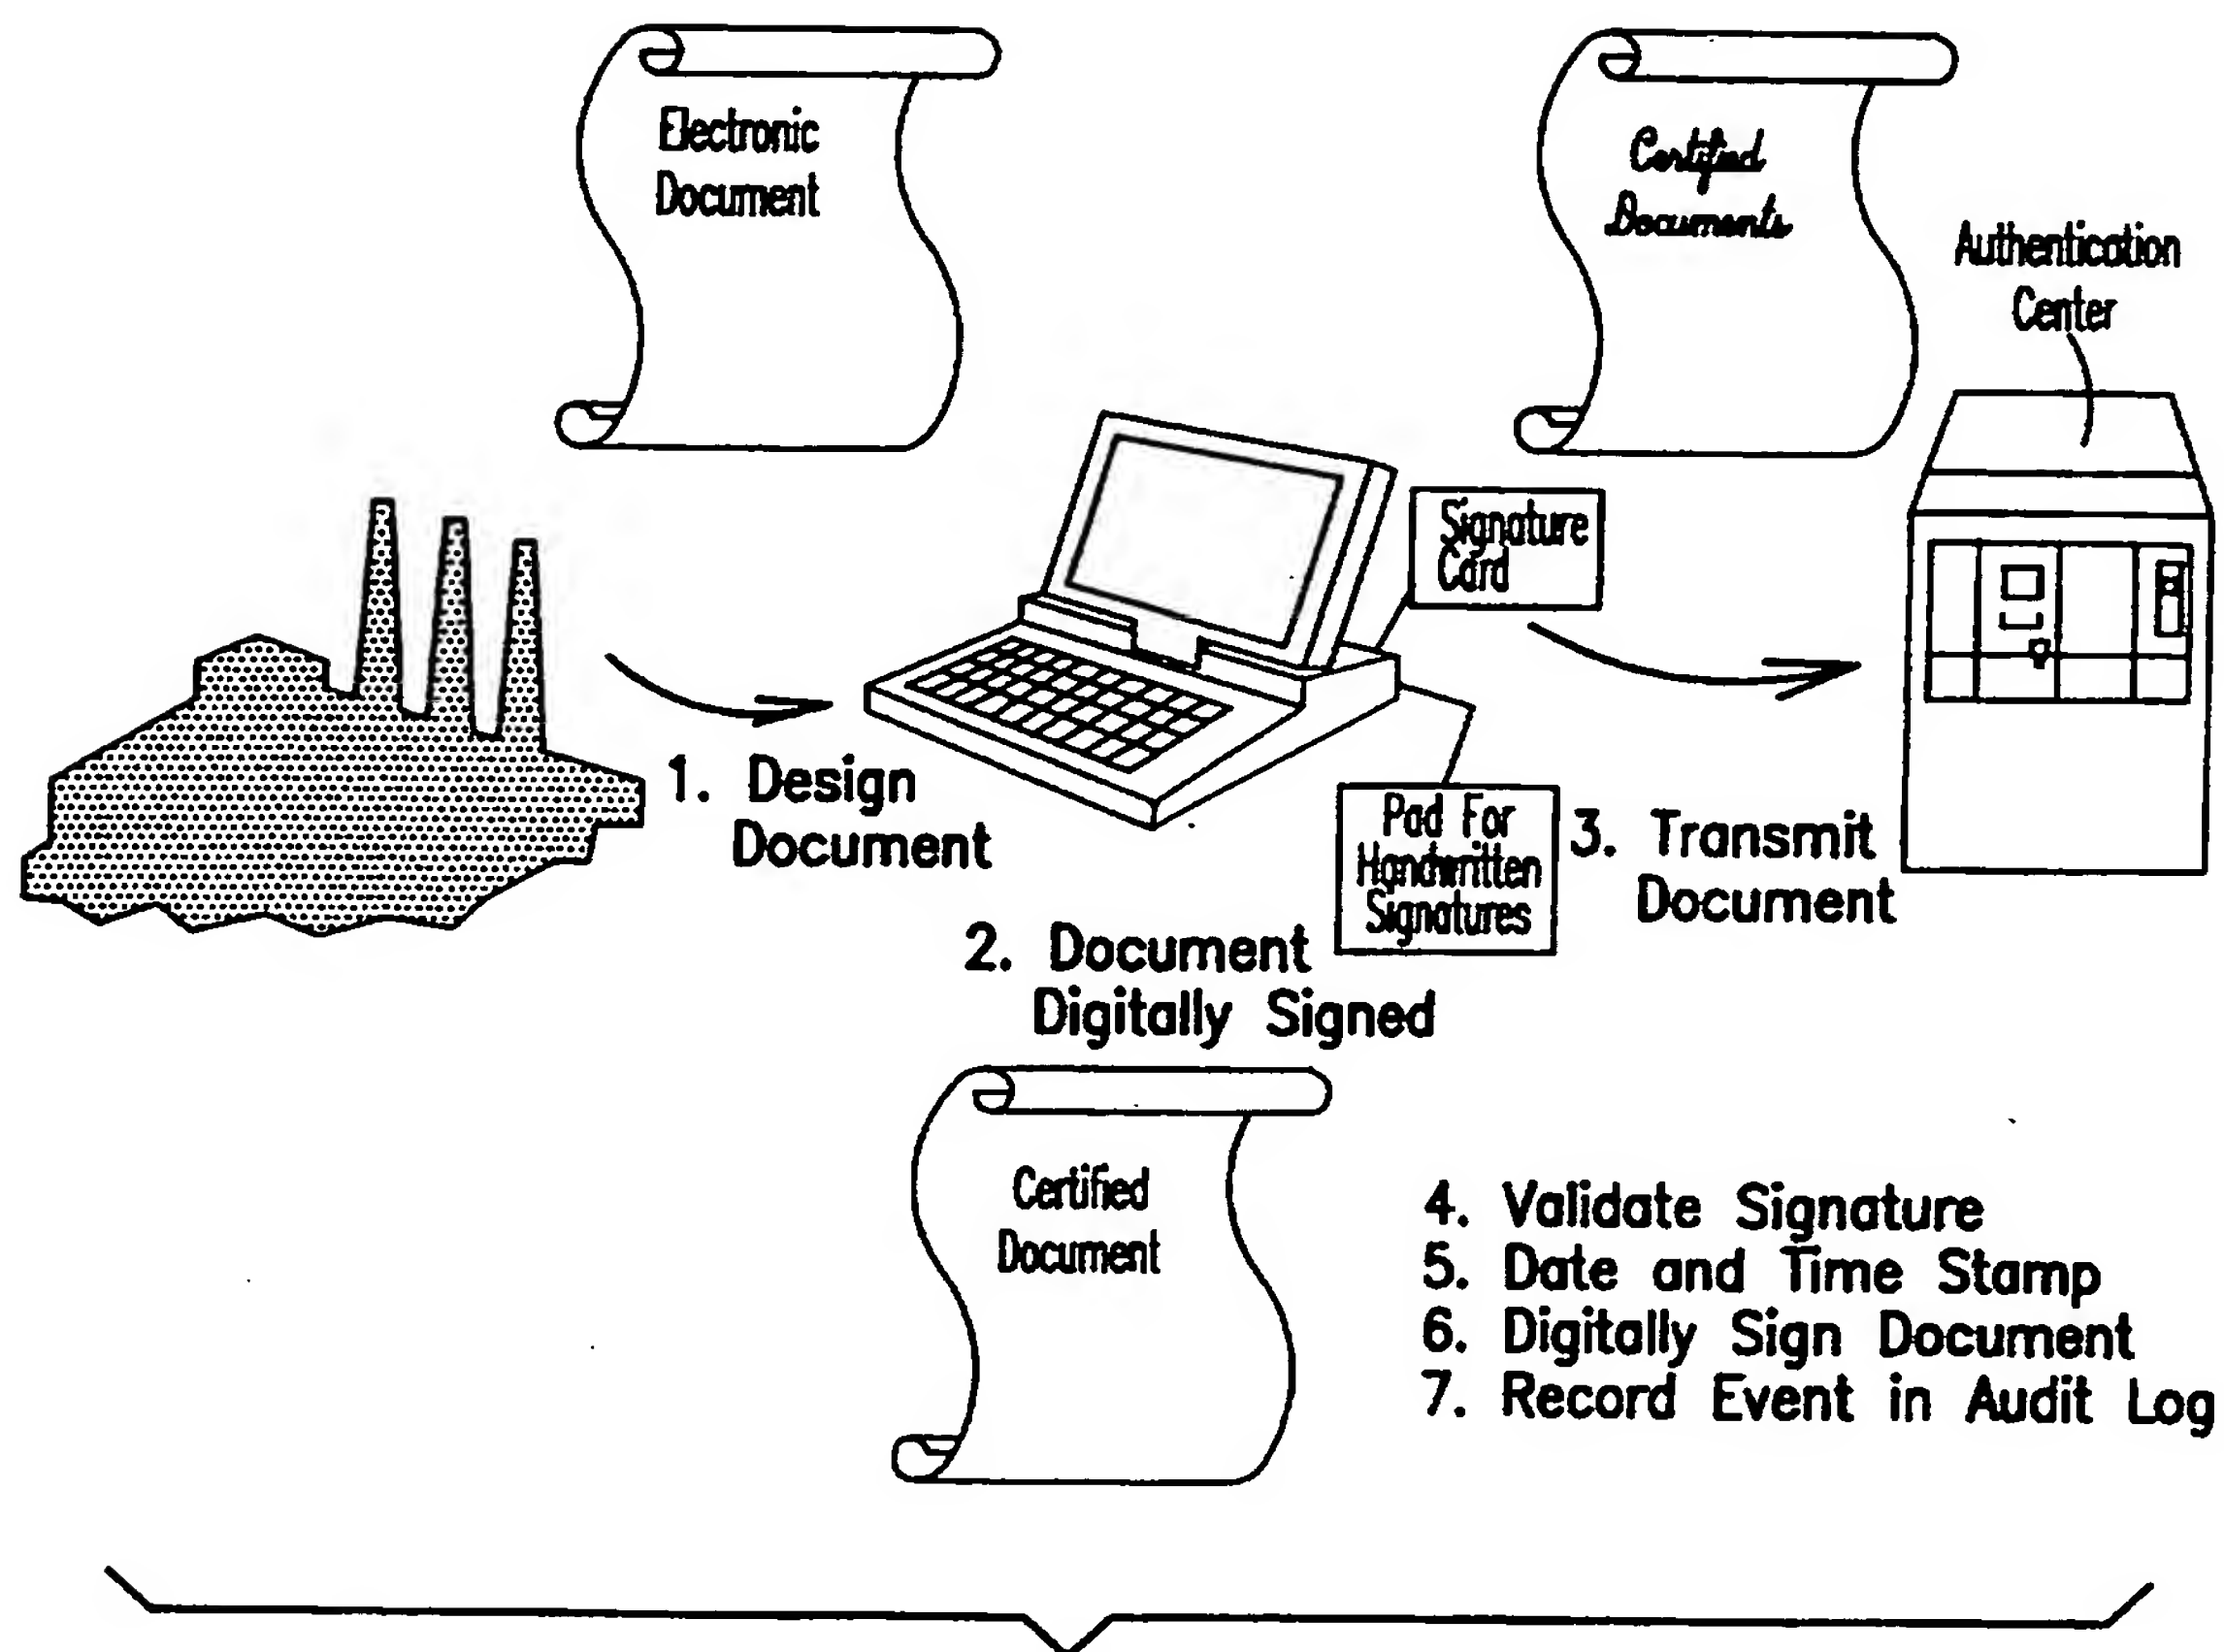 Electronic
Document
Certified
Documents
Authentication
Center
Signature
Card
1. Design
Document
Pad For
Handwritten
Signatures
3. Transmit
Document
2. Document
Digitally Signed
Certified
Document
4. Validate Signature
5. Date and Time Stamp
6. Digitally Sign Document
7. Record Event in Audit Log